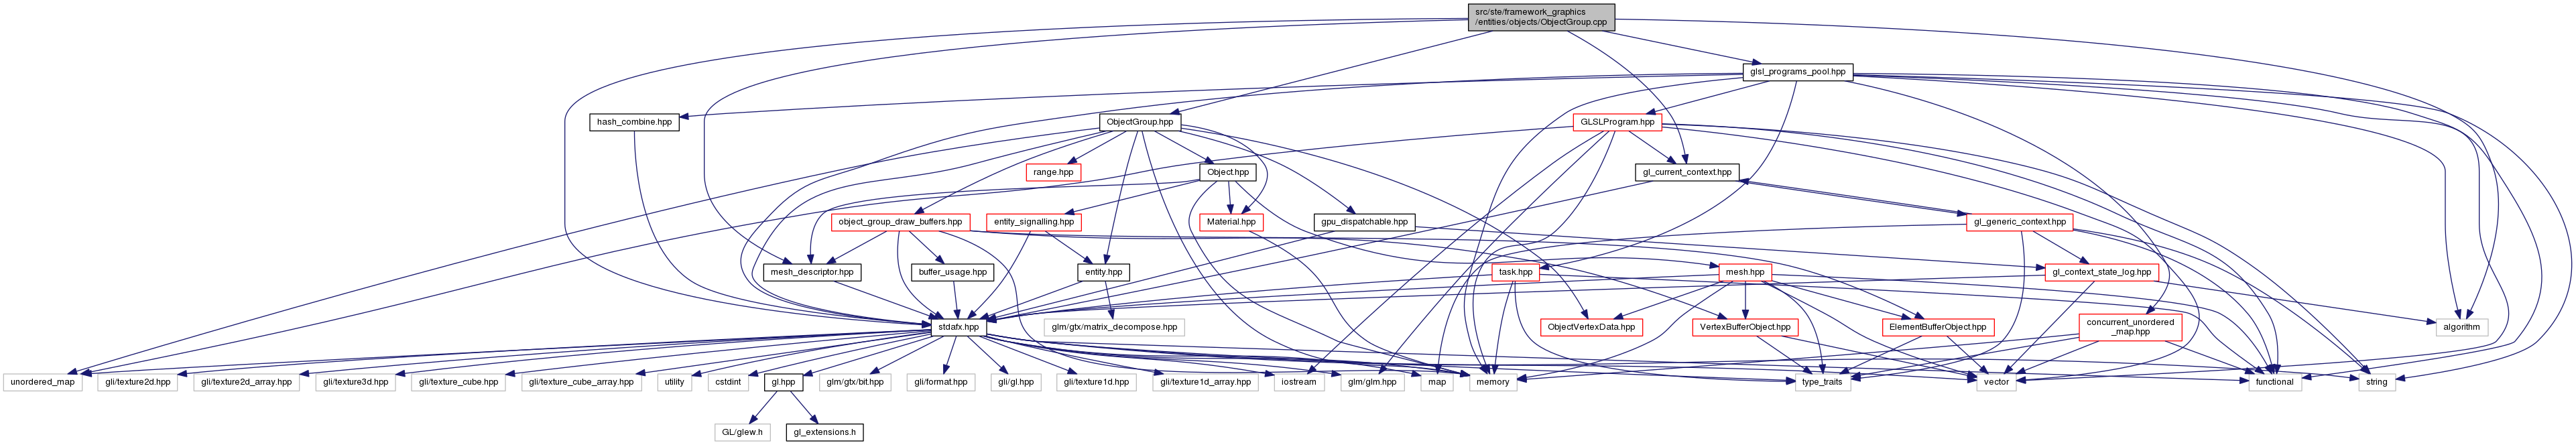 src/ste/framework_graphics
/entities/objects/ObjectGroup.cpp
glsl_programs_pool.hpp
hash_combine.hpp
ObjectGroup.hpp
GLSLProgram.hpp
range.hpp
Object.hpp
gl_current_context.hpp
object_group_draw_buffers.hpp
entity_signalling.hpp
Material.hpp
gpu_dispatchable.hpp
gl_generic_context.hpp
mesh_descriptor.hpp
buffer_usage.hpp
entity.hpp
task.hpp
mesh.hpp
gl_context_state_log.hpp
stdafx.hpp
glm/gtx/matrix_decompose.hpp
ObjectVertexData.hpp
VertexBufferObject.hpp
ElementBufferObject.hpp
concurrent_unordered
_map.hpp
algorithm
unordered_map
gli/texture2d.hpp
gli/texture2d_array.hpp
gli/texture3d.hpp
gli/texture_cube.hpp
gli/texture_cube_array.hpp
utility
cstdint
gl.hpp
glm/gtx/bit.hpp
gli/format.hpp
gli/gl.hpp
gli/texture1d.hpp
gli/texture1d_array.hpp
iostream
glm/glm.hpp
map
memory
type_traits
vector
functional
string
GL/glew.h
gl_extensions.h